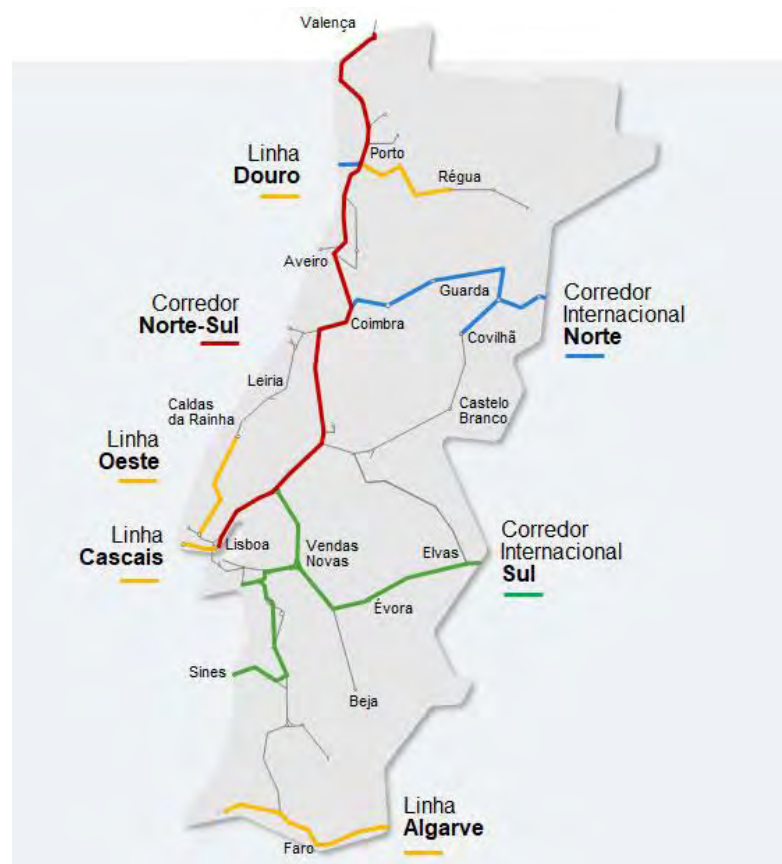 Valença
Linha
Douro
Porto
Régua
Aveiro
Corredor
Norte-Sul
Coimbra
Guarda
Corredor
Internacional
Norte
Covilhã
Leiria
Caldas
da Rainha
Castelo
Branco
Linha
Oeste
Linha
Cascais
Lisboa
Vendas
Novas
Elvas
Corredor
Internacional
Sul
Évora
Sines
Beja
Linha
Algarve
Faro